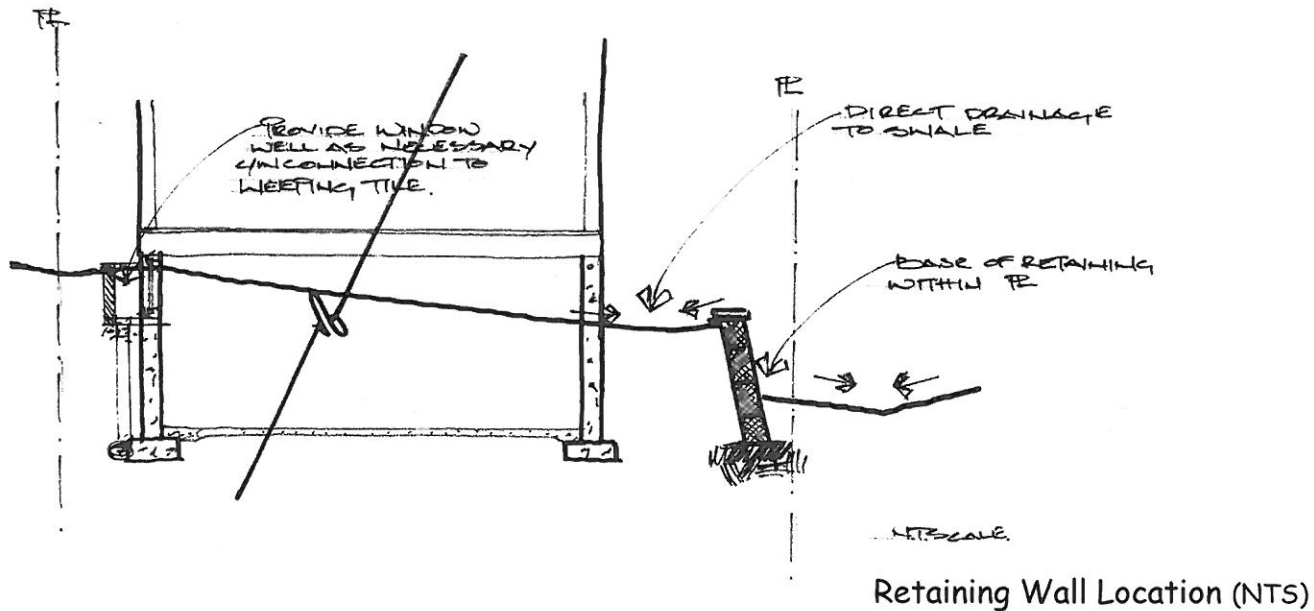 PL
PROVIDE WINDOW
WELL AS NECESSARY
C/W CONNECTION TO
WEEPING TILE.
PL
DIRECT DRAINAGE
TO SWALE
BASE OF RETAINING
WITHIN PL
N.T.SCALE.
Retaining Wall Location (NTS)